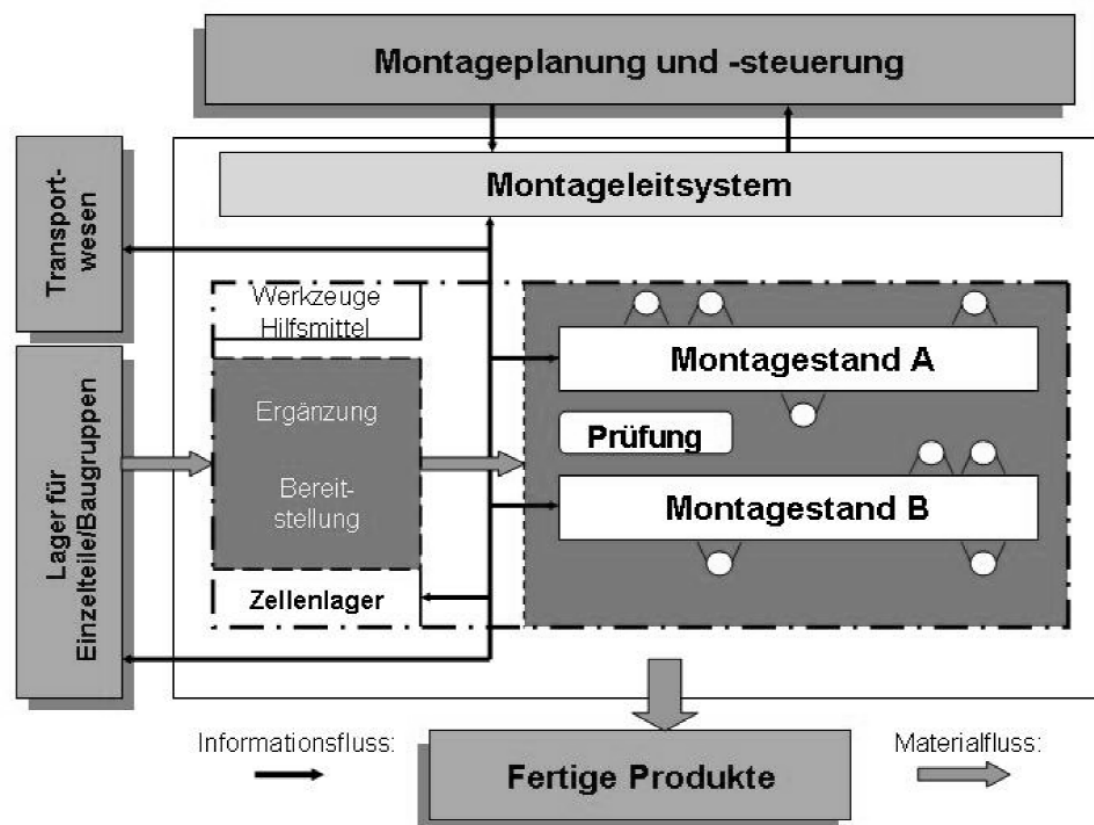 Montageplanung und -steuerung
Montageleitsystem
Transport-
wesen
Werkzeuge
Hilfsmittel
Montagestand A
Ergänzung
Prüfung
Bereit-
stellung
Montagestand B
Lager für
Einzelteile/Baugruppen
Zellenlager
Informationsfluss:
Materialfluss:
Fertige Produkte